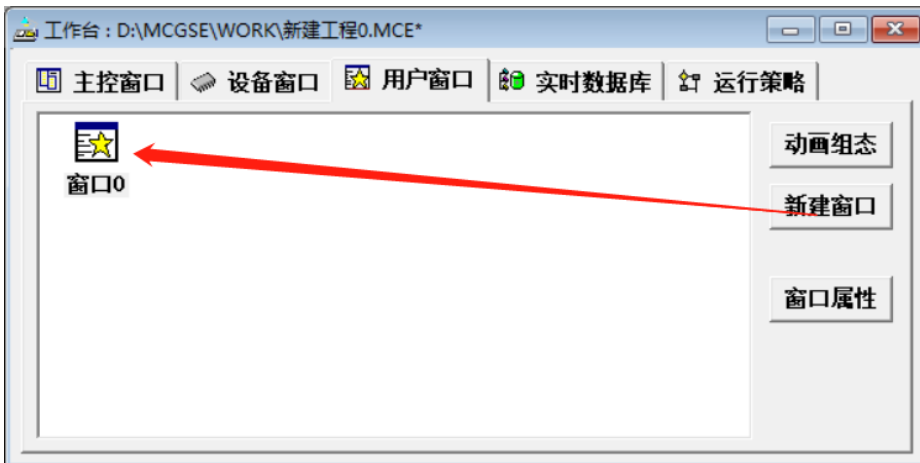 工作台：D:\MCGSE\WORK\新建工程0.MCE*
主控窗口 设备窗口 用户窗口 实时数据库 运行策略
窗口0
动画组态
新建窗口
窗口属性